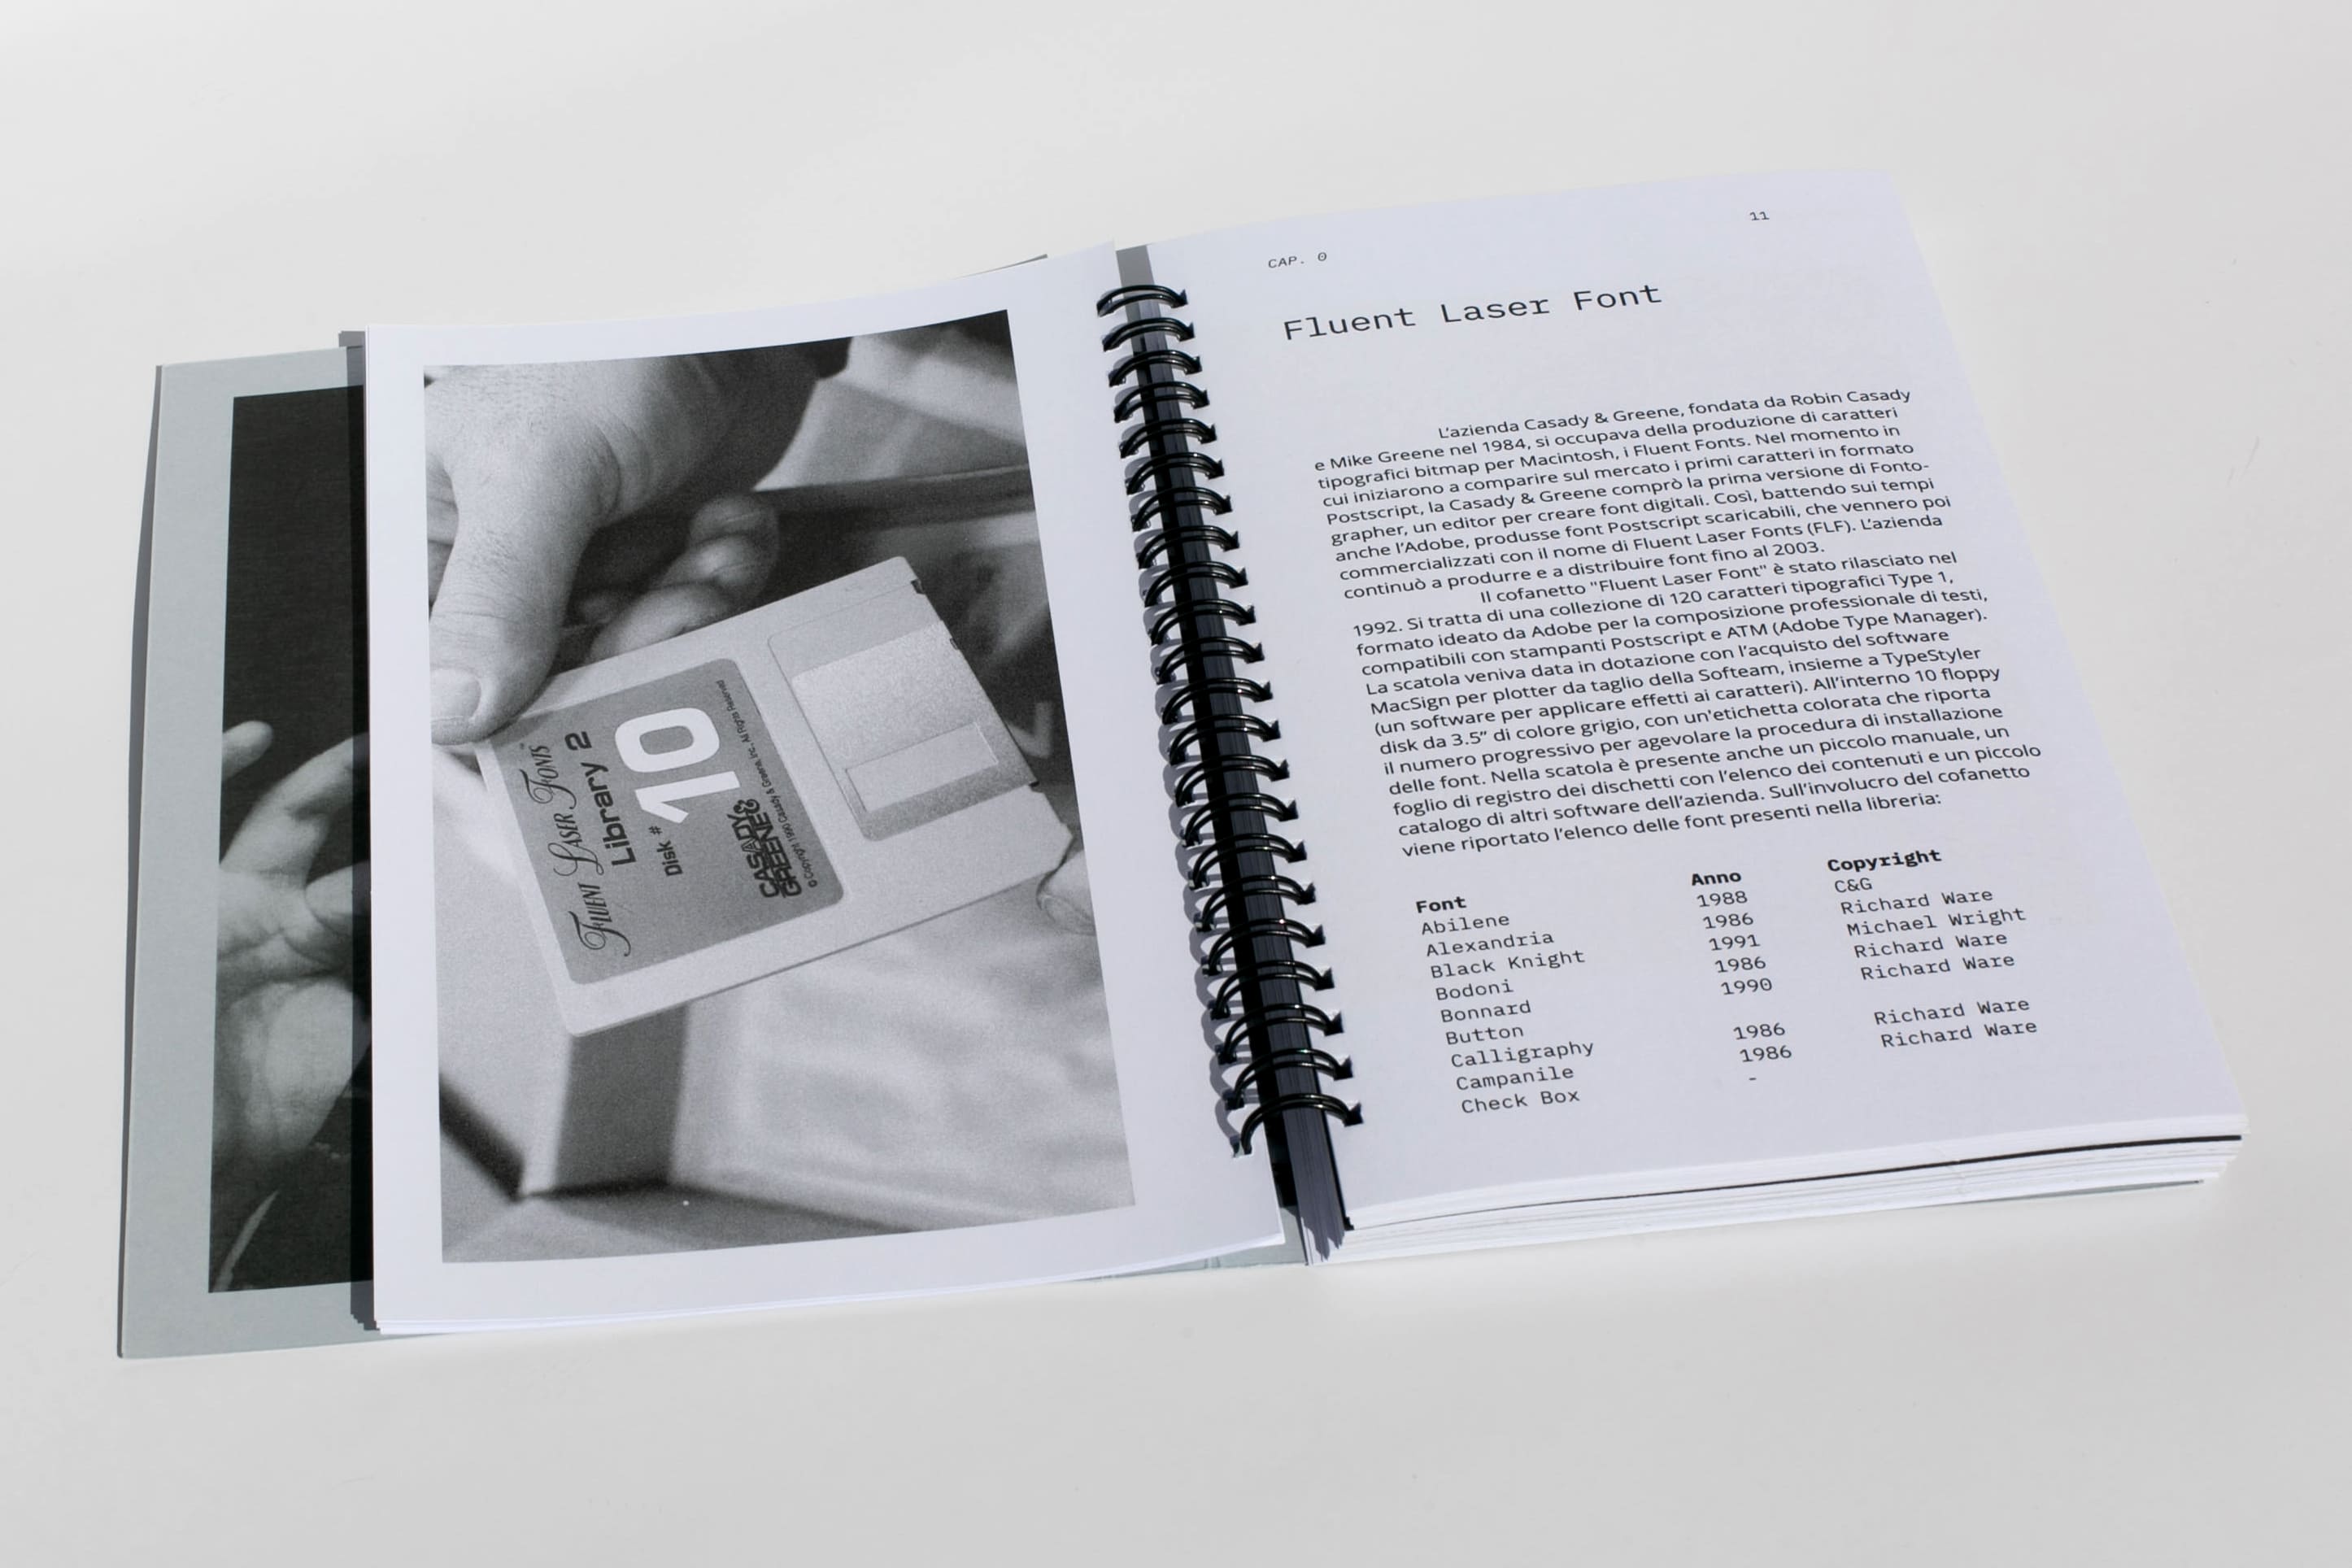 Fluent Laser Fonts™
Library 2
Disk # 10
CASADY&
GREENE
© Copyright 1990 Casady & Greene, Inc., All Rights Reserved
11
CAP. 0
Fluent Laser Font
L’azienda Casady & Greene, fondata da Robin Casady
e Mike Greene nel 1984, si occupava della produzione di caratteri
tipografici bitmap per Macintosh, i Fluent Fonts. Nel momento in
cui iniziarono a comparire sul mercato i primi caratteri in formato
Postscript, la Casady & Greene comprò la prima versione di Fonto-
grapher, un editor per creare font digitali. Così, battendo sui tempi
anche l’Adobe, produsse font Postscript scaricabili, che vennero poi
commercializzati con il nome di Fluent Laser Fonts (FLF). L’azienda
continuò a produrre e a distribuire font fino al 2003.
Il cofanetto "Fluent Laser Font" è stato rilasciato nel
1992. Si tratta di una collezione di 120 caratteri tipografici Type 1,
formato ideato da Adobe per la composizione professionale di testi,
compatibili con stampanti Postscript e ATM (Adobe Type Manager).
La scatola veniva data in dotazione con l’acquisto del software
MacSign per plotter da taglio della Softeam, insieme a TypeStyler
(un software per applicare effetti ai caratteri). All’interno 10 floppy
disk da 3.5” di colore grigio, con un'etichetta colorata che riporta
il numero progressivo per agevolare la procedura di installazione
delle font. Nella scatola è presente anche un piccolo manuale, un
foglio di registro dei dischetti con l’elenco dei contenuti e un piccolo
catalogo di altri software dell’azienda. Sull’involucro del cofanetto
viene riportato l’elenco delle font presenti nella libreria:
Font Anno Copyright
Abilene 1988 C&G
Alexandria 1986 Richard Ware
Black Knight 1991 Michael Wright
Bodoni 1986 Richard Ware
Bonnard 1990 Richard Ware
Button
Calligraphy 1986 Richard Ware
Campanile 1986 Richard Ware
Check Box -